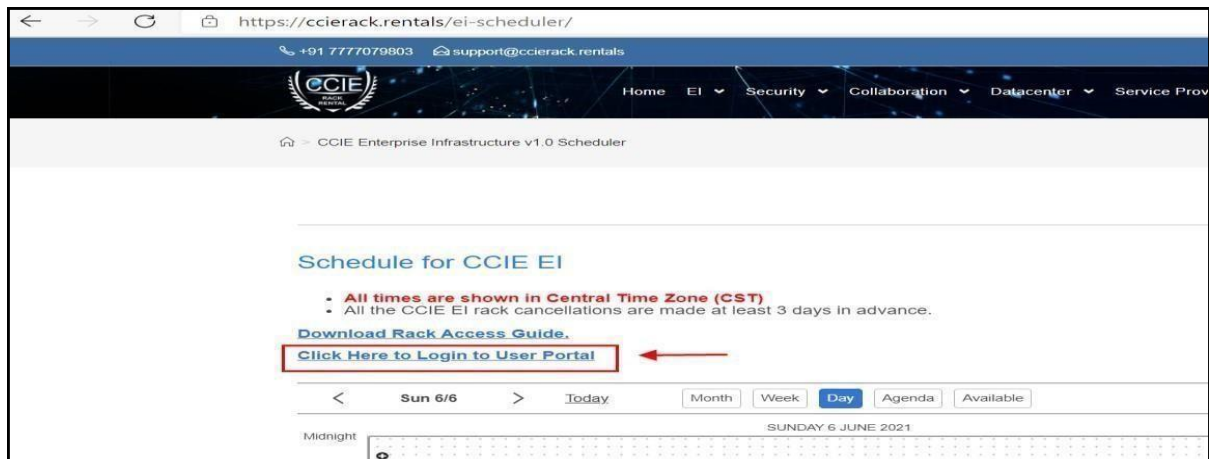 https://ccierack.rentals/ei-scheduler/
+91 7777079803 support@ccierack.rentals
CCIE
RACK
RENTAL
Home EI Security Collaboration Datacenter Service Prov
> CCIE Enterprise Infrastructure v1.0 Scheduler
Schedule for CCIE EI
• All times are shown in Central Time Zone (CST)
• All the CCIE EI rack cancellations are made at least 3 days in advance.
Download Rack Access Guide.
Click Here to Login to User Portal
< Sun 6/6 > Today Month Week Day Agenda Available
SUNDAY 6 JUNE 2021
Midnight